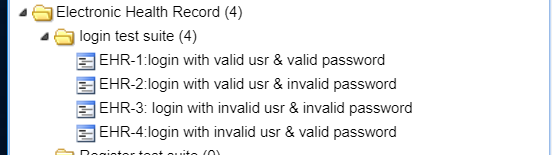 Electronic Health Record (4)
login test suite (4)
EHR-1:login with valid usr & valid password
EHR-2:login with valid usr & invalid password
EHR-3: login with invalid usr & invalid password
EHR-4:login with invalid usr & valid password
Register test suite (0)